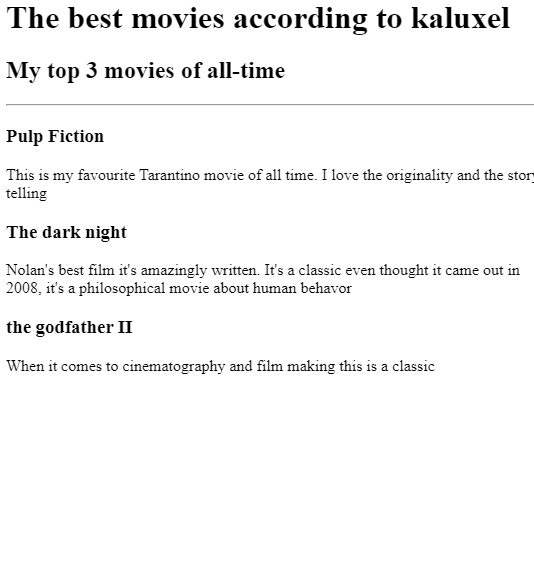 The best movies according to kaluxel
My top 3 movies of all-time
Pulp Fiction
This is my favourite Tarantino movie of all time. I love the originality and the story
telling
The dark night
Nolan's best film it's amazingly written. It's a classic even thought it came out in
2008, it's a philosophical movie about human behavor
the godfather II
When it comes to cinematography and film making this is a classic